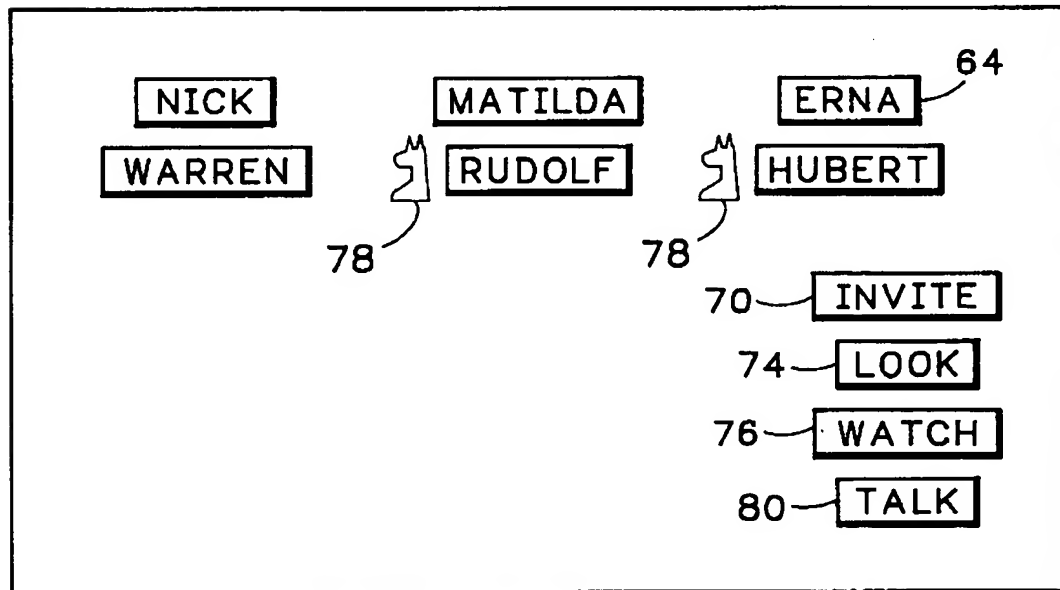 64
NICK MATILDA ERNA
WARREN RUDOLF HUBERT
78 78
70 INVITE
74 LOOK
76 WATCH
80 TALK